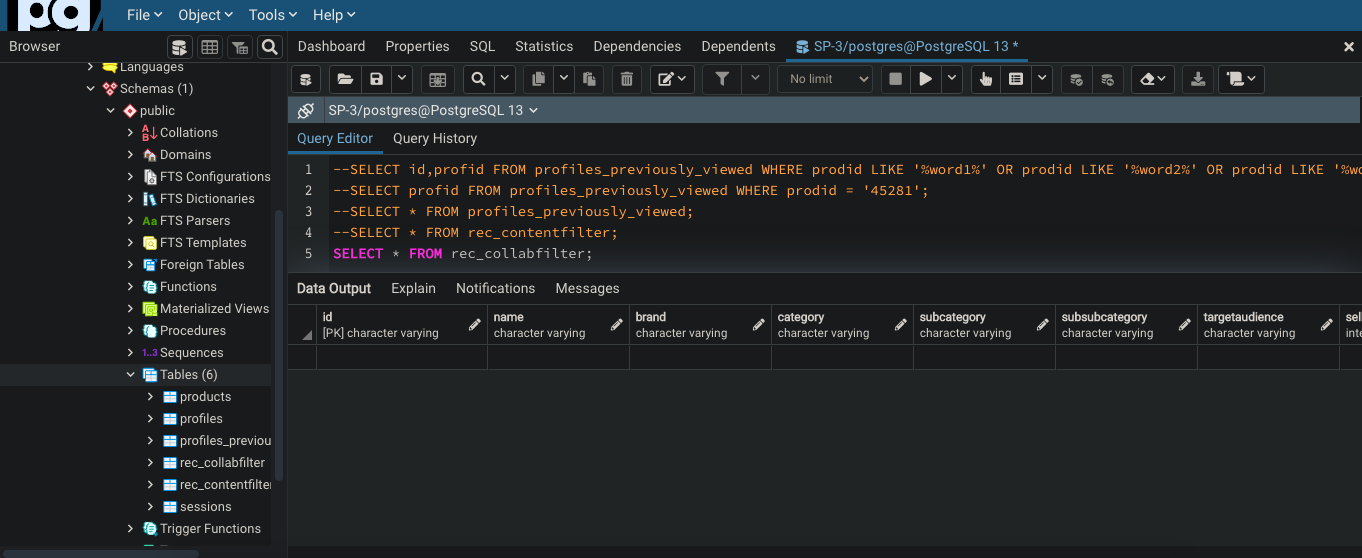 pg
File Object Tools Help
Browser
Dashboard Properties SQL Statistics Dependencies Dependents SP-3/postgres@PostgreSQL 13 *
No limit
SP-3/postgres@PostgreSQL 13
Query Editor Query History
1 --SELECT id,profid FROM profiles_previously_viewed WHERE prodid LIKE '%word1%' OR prodid LIKE '%word2%' OR prodid LIKE '%wo
2 --SELECT profid FROM profiles_previously_viewed WHERE prodid = '45281';
3 --SELECT * FROM profiles_previously_viewed;
4 --SELECT * FROM rec_contentfilter;
5 SELECT * FROM rec_collabfilter;
Data Output Explain Notifications Messages
id name brand category subcategory subsubcategory targetaudience sell
[PK] character varying character varying character varying character varying character varying character varying character varying inte
Languages
Schemas (1)
public
Collations
Domains
FTS Configurations
FTS Dictionaries
Aa FTS Parsers
FTS Templates
Foreign Tables
Functions
Materialized Views
Procedures
1..3 Sequences
Tables (6)
products
profiles
profiles_previou
rec_collabfilter
rec_contentfilte
sessions
Trigger Functions